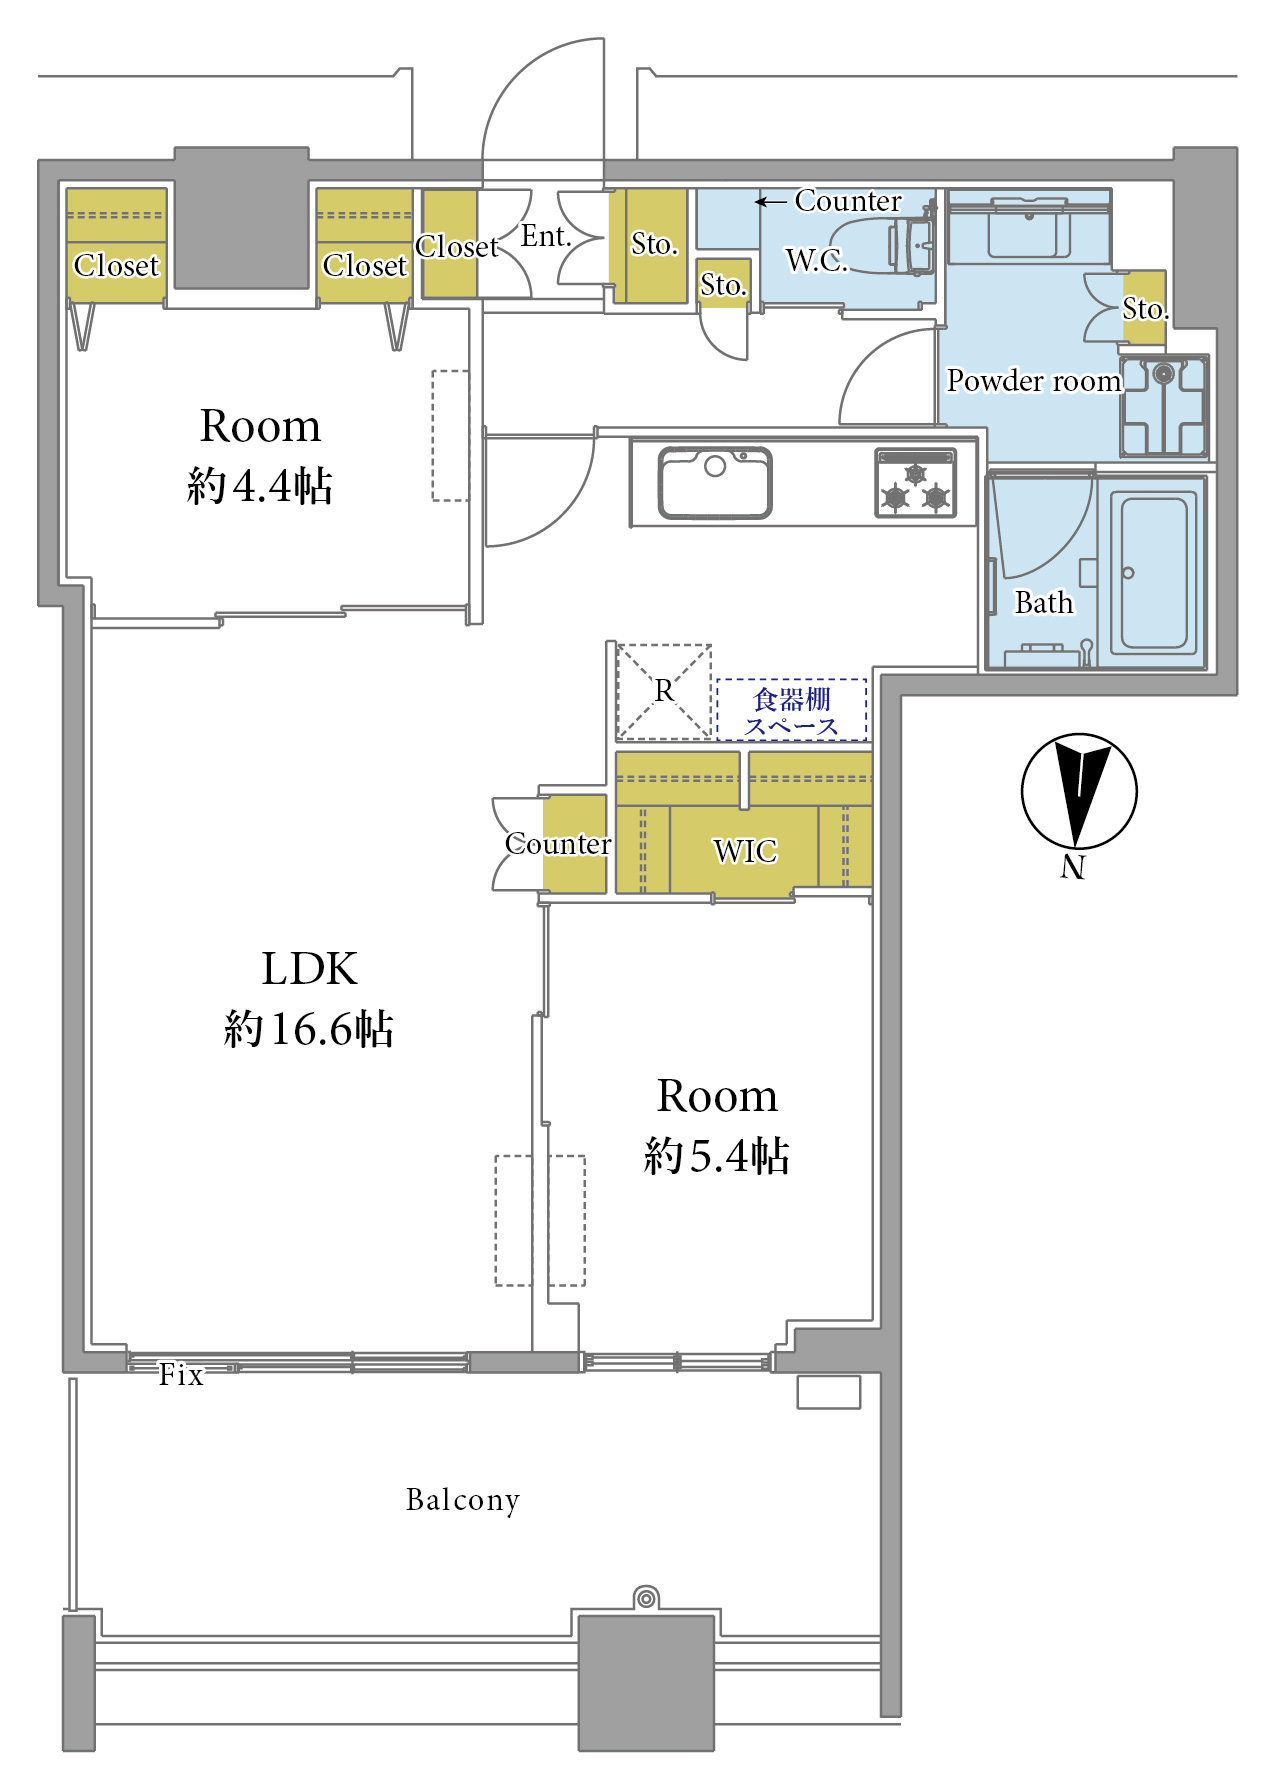 Counter
Ent.
Closet
Sto.
W.C.
Closet
Closet
Sto.
Sto.
Powder room
Room
約4.4帖
Bath
R
食器棚
スペース
Counter
WIC
N
LDK
約16.6帖
Room
約5.4帖
Fix
Balcony